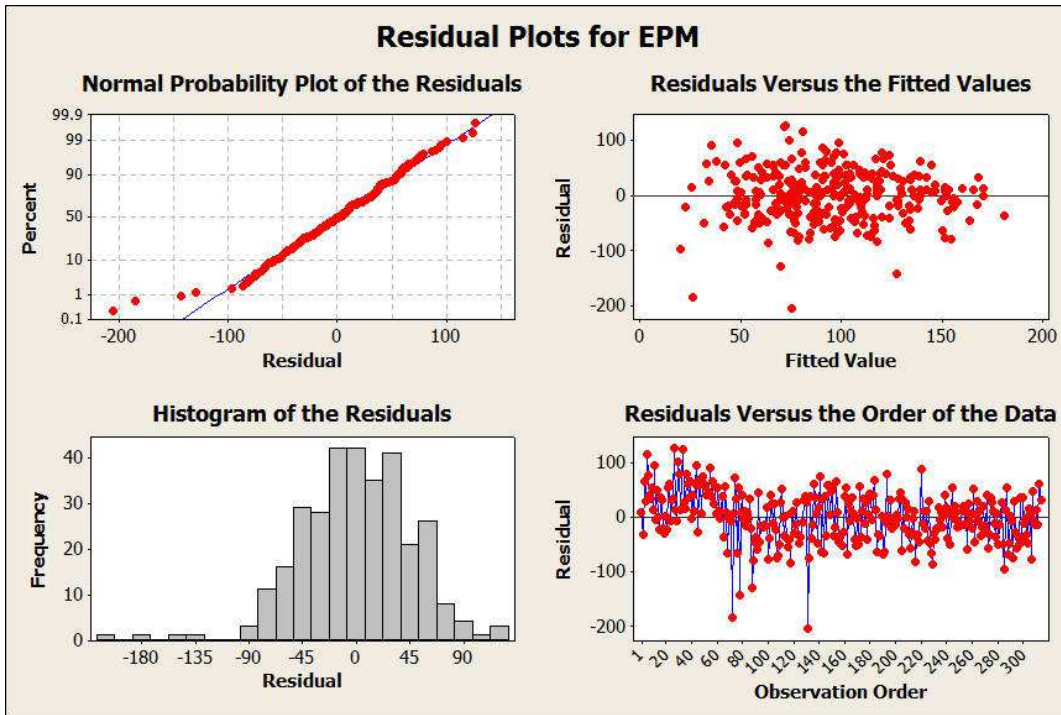 Residual Plots for EPM
Normal Probability Plot of the Residuals
99.9
99
90
50
10
1
0.1
Percent
-200 -100 0 100
Residual
Residuals Versus the Fitted Values
100
0
-100
-200
Residual
0 50 100 150 200
Fitted Value
Histogram of the Residuals
40
30
20
10
0
Frequency
-180 -135 -90 -45 0 45 90
Residual
Residuals Versus the Order of the Data
100
0
-100
-200
Residual
1 20 40 60 80 100 120 140 160 180 200 220 240 260 280 300
Observation Order